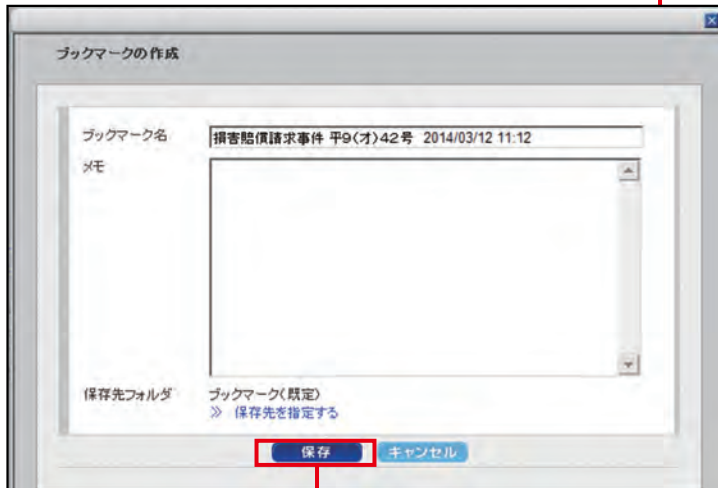 ブックマークの作成
ブックマーク名 損害賠償請求事件 平9(オ)42号 2014/03/12 11:12
メモ
保存先フォルダ ブックマーク(既定)
≫ 保存先を指定する
保存 キャンセル